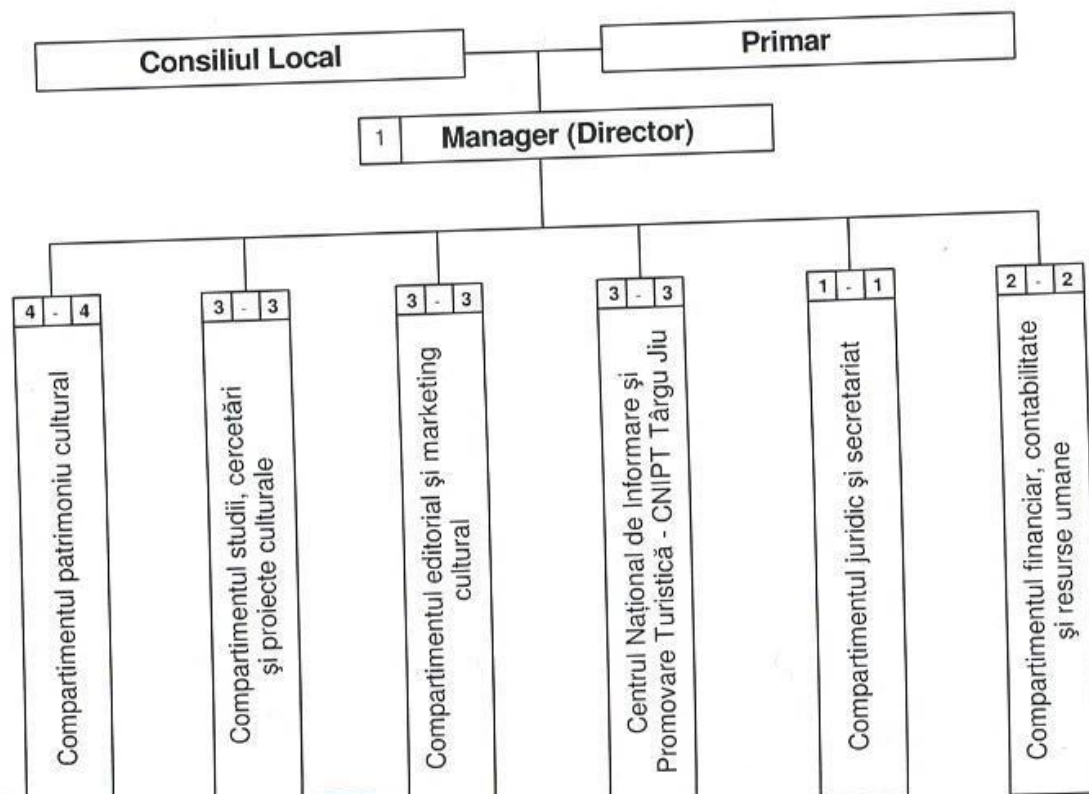 Consiliul Local
Primar
1 Manager (Director)
4 - 4
Compartimentul patrimoniu cultural
3 - 3
Compartimentul studii, cercetări
și proiecte culturale
3 - 3
Compartimentul editorial și marketing
cultural
3 - 3
Centrul Național de Informare și
Promovare Turistică - CNIPT Târgu Jiu
1 - 1
Compartimentul juridic și secretariat
2 - 2
Compartimentul financiar, contabilitate
și resurse umane